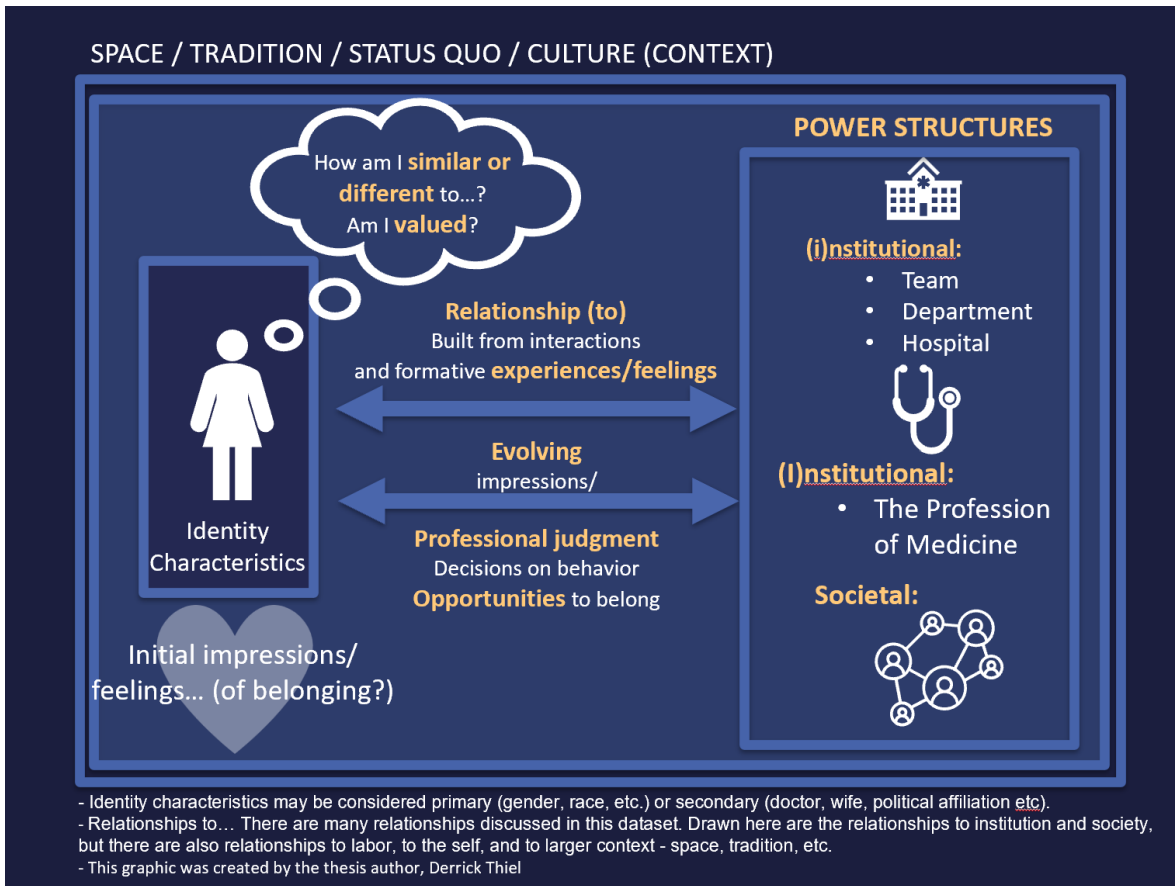 SPACE / TRADITION / STATUS QUO / CULTURE (CONTEXT)
How am I similar or
different to...?
Am I valued?
Identity
Characteristics
Initial impressions/
feelings... (of belonging?)
Relationship (to)
Built from interactions
and formative experiences/feelings
Evolving
impressions/
Professional judgment
Decisions on behavior
Opportunities to belong
POWER STRUCTURES
(i)nstitutional:
• Team
• Department
• Hospital
(I)nstitutional:
• The Profession
of Medicine
Societal:
- Identity characteristics may be considered primary (gender, race, etc.) or secondary (doctor, wife, political affiliation etc).
- Relationships to... There are many relationships discussed in this dataset. Drawn here are the relationships to institution and society,
but there are also relationships to labor, to the self, and to larger context - space, tradition, etc.
- This graphic was created by the thesis author, Derrick Thiel